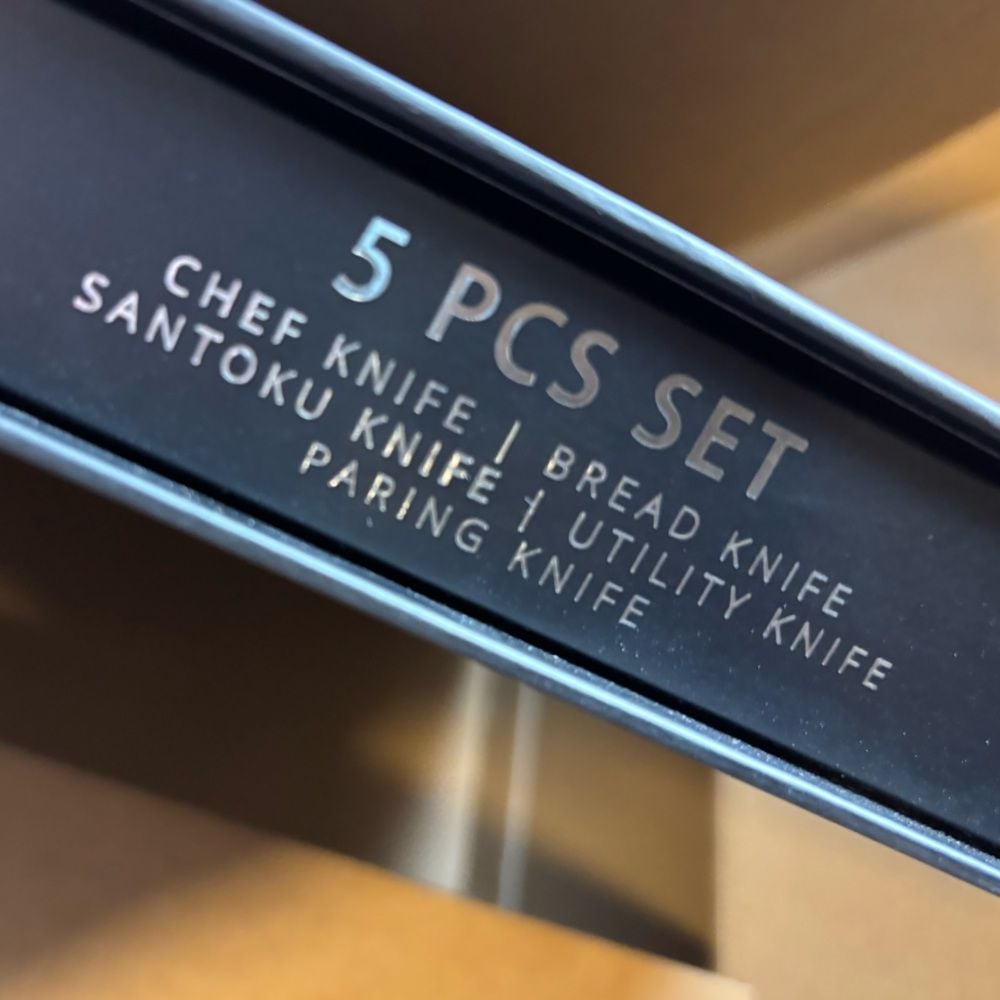 5 PCS SET
CHEF KNIFE | BREAD KNIFE
SANTOKU KNIFE | UTILITY KNIFE
PARING KNIFE